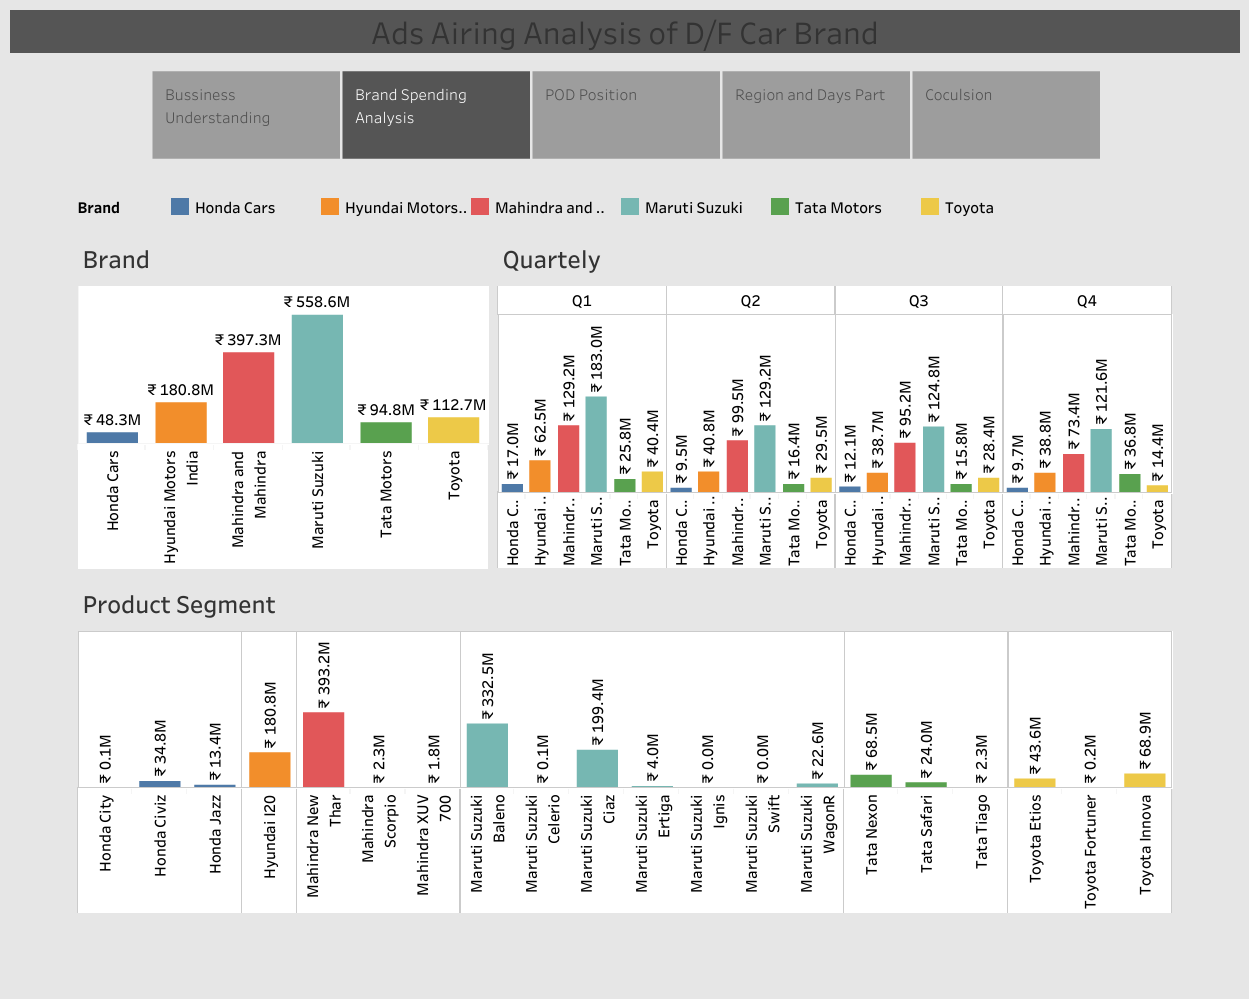 Ads Airing Analysis of D/F Car Brand
Bussiness
Understanding
Brand Spending
Analysis
POD Position
Region and Days Part
Coculsion
Brand
Honda Cars
Hyundai Motors..
Mahindra and ..
Maruti Suzuki
Tata Motors
Toyota
Brand
₹ 48.3M
₹ 180.8M
₹ 397.3M
₹ 558.6M
₹ 94.8M
₹ 112.7M
Honda Cars
Hyundai Motors
India
Mahindra and
Mahindra
Maruti Suzuki
Tata Motors
Toyota
Quartely
Q1
Q2
Q3
Q4
₹ 17.0M
₹ 62.5M
₹ 129.2M
₹ 183.0M
₹ 25.8M
₹ 40.4M
₹ 9.5M
₹ 40.8M
₹ 99.5M
₹ 129.2M
₹ 16.4M
₹ 29.5M
₹ 12.1M
₹ 38.7M
₹ 95.2M
₹ 124.8M
₹ 15.8M
₹ 28.4M
₹ 9.7M
₹ 38.8M
₹ 73.4M
₹ 121.6M
₹ 36.8M
₹ 14.4M
Honda C..
Hyundai ..
Mahindr..
Maruti S..
Tata Mo..
Toyota
Honda C..
Hyundai ..
Mahindr..
Maruti S..
Tata Mo..
Toyota
Honda C..
Hyundai ..
Mahindr..
Maruti S..
Tata Mo..
Toyota
Honda C..
Hyundai ..
Mahindr..
Maruti S..
Tata Mo..
Toyota
Product Segment
₹ 0.1M
₹ 34.8M
₹ 13.4M
₹ 180.8M
₹ 393.2M
₹ 2.3M
₹ 1.8M
₹ 332.5M
₹ 0.1M
₹ 199.4M
₹ 4.0M
₹ 0.0M
₹ 0.0M
₹ 22.6M
₹ 68.5M
₹ 24.0M
₹ 2.3M
₹ 43.6M
₹ 0.2M
₹ 68.9M
Honda City
Honda Civiz
Honda Jazz
Hyundai I20
Mahindra New
Thar
Mahindra
Scorpio
Mahindra XUV
700
Maruti Suzuki
Baleno
Maruti Suzuki
Celerio
Maruti Suzuki
Ciaz
Maruti Suzuki
Ertiga
Maruti Suzuki
Ignis
Maruti Suzuki
Swift
Maruti Suzuki
WagonR
Tata Nexon
Tata Safari
Tata Tiago
Toyota Etios
Toyota Fortuner
Toyota Innova